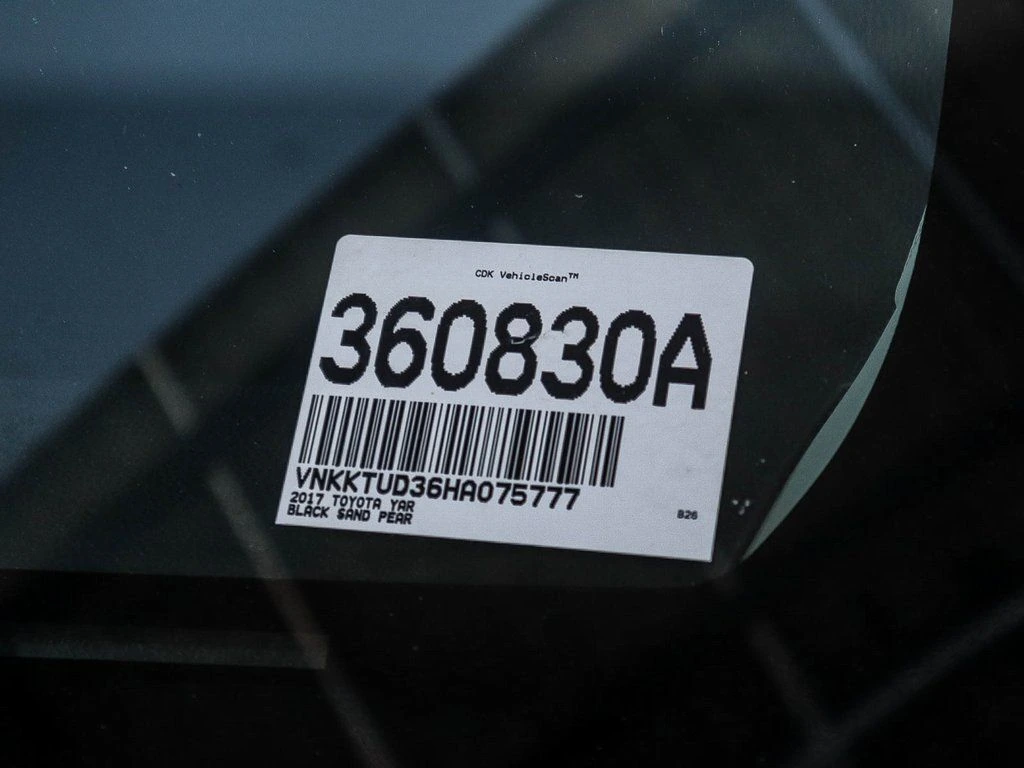 CDK VehicleScan™
360830A
VNKKTUD36HA075777
2017 TOYOTA YAR
BLACK SAND PEAR
B26